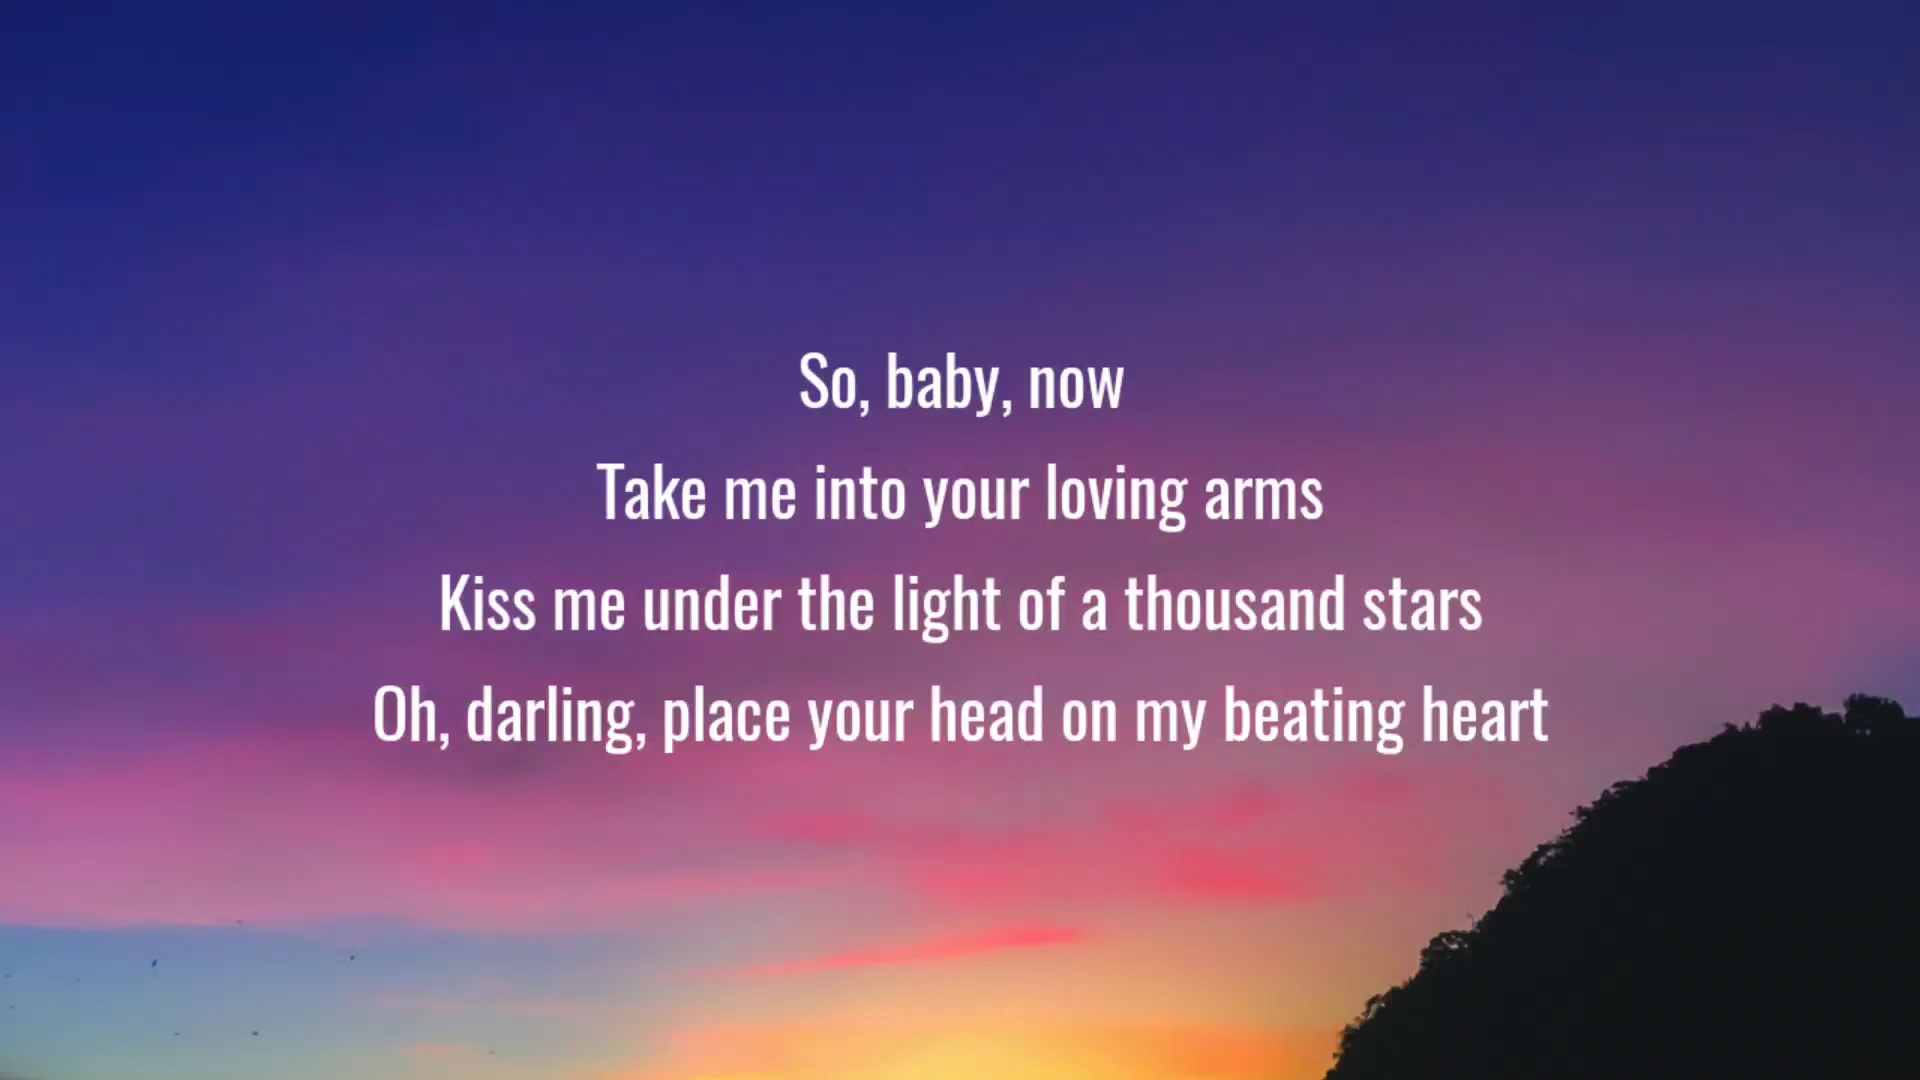 So, baby, now
Take me into your loving arms
Kiss me under the light of a thousand stars
Oh, darling, place your head on my beating heart